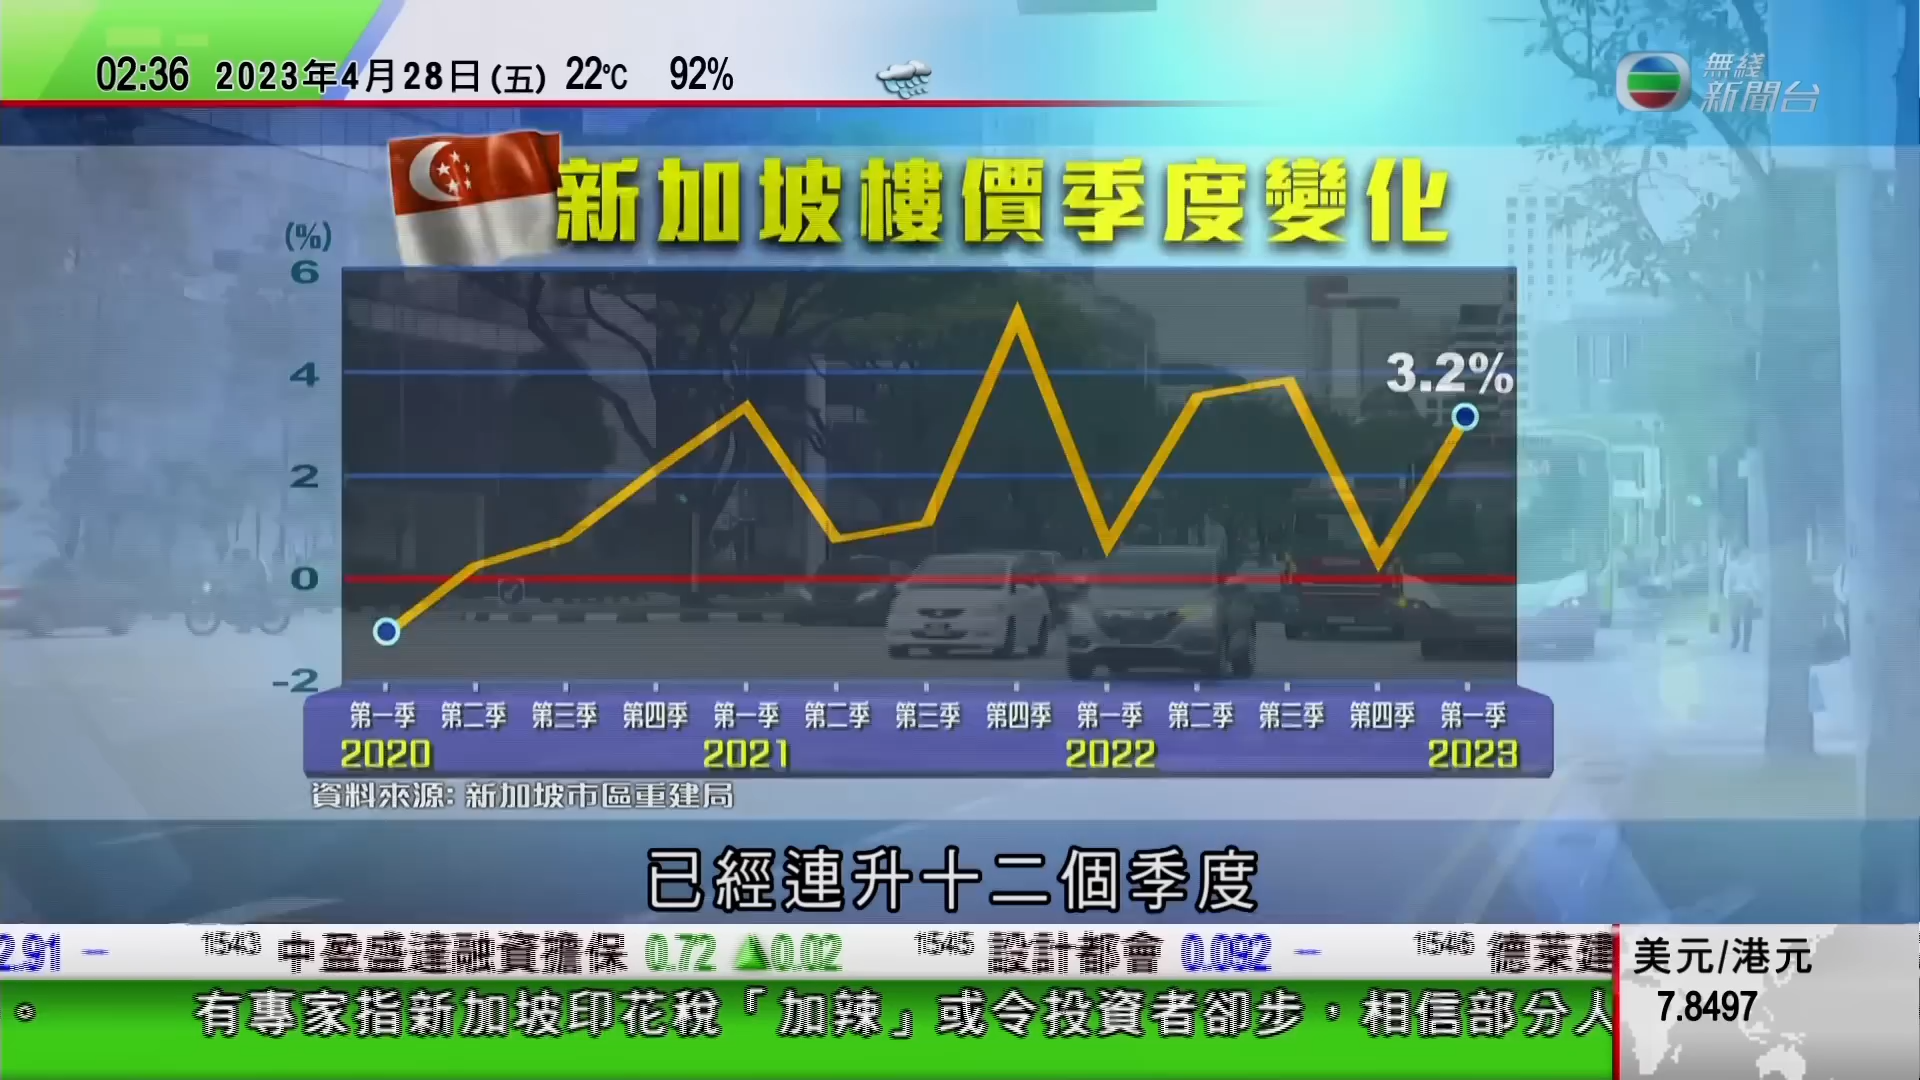 02:36 2023年4月28日(五) 22℃ 92%
無綫
新聞台
新加坡樓價季度變化
(%)
6
4
2
0
-2
3.2%
第一季 第二季 第三季 第四季 第一季 第二季 第三季 第四季 第一季 第二季 第三季 第四季 第一季
2020 2021 2022 2023
資料來源: 新加坡市區重建局
已經連升十二個季度
2.91 – 1543 中盈盛達融資擔保 0.72 ▲0.02 1545 設計都會 0.092 – 1546 德萊建
。 有專家指新加坡印花稅「加辣」或令投資者卻步，相信部分人
美元/港元
7.8497